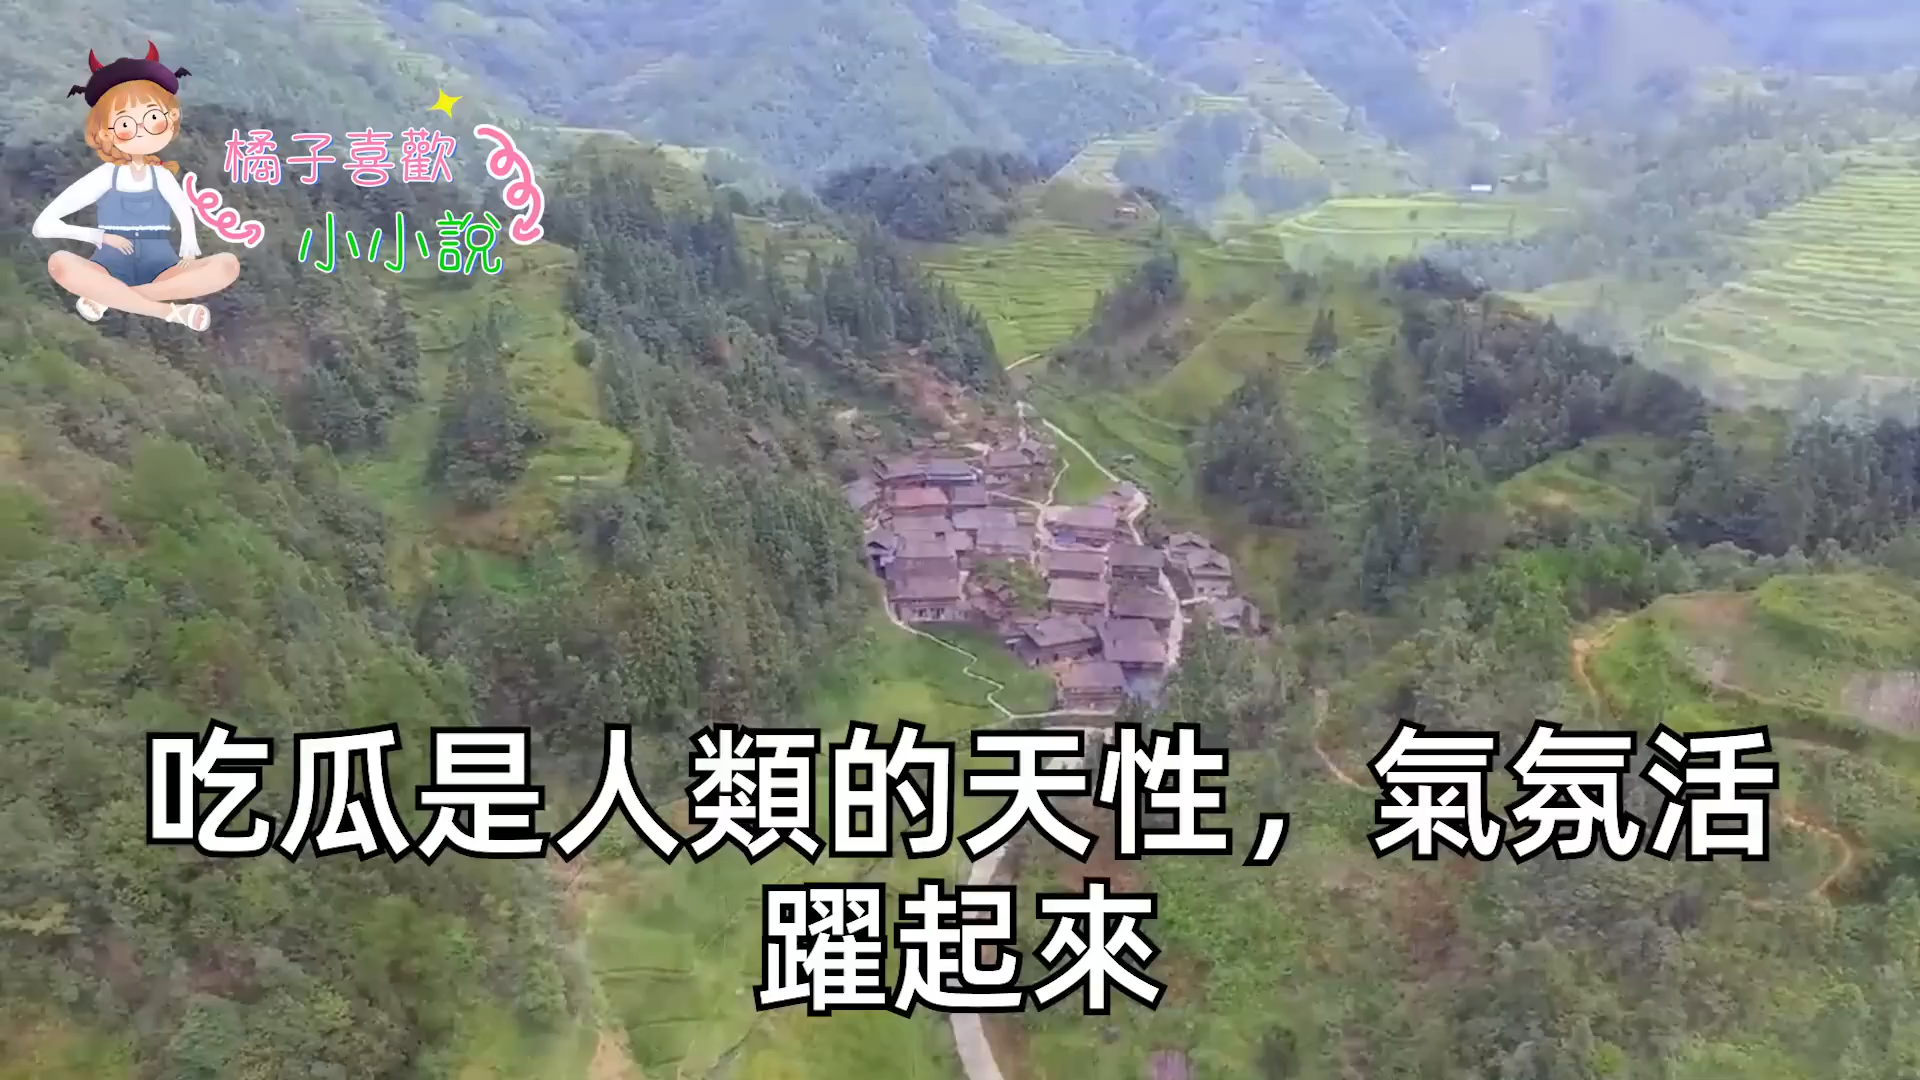 橘子喜歡
小小說
吃瓜是人類的天性，氣氛活
躍起來